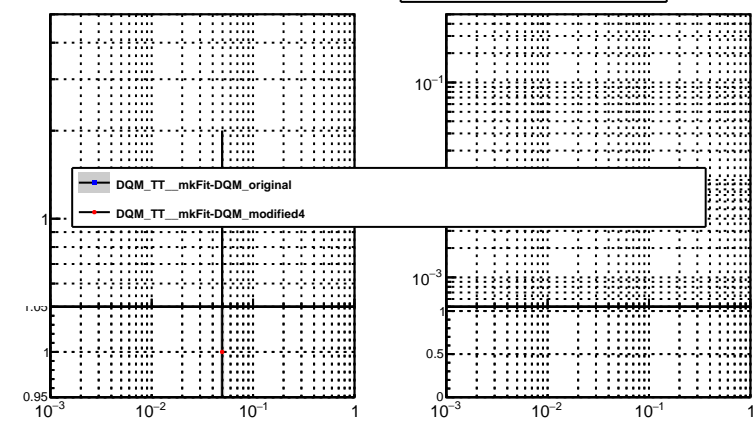 10⁻¹
DQM_TT__mkFit-DQM_original
DQM_TT__mkFit-DQM_modified4
1
10⁻³
1.05
1
1
0.5
0.95
0
10⁻³ 10⁻² 10⁻¹ 1
10⁻³ 10⁻² 10⁻¹ 1